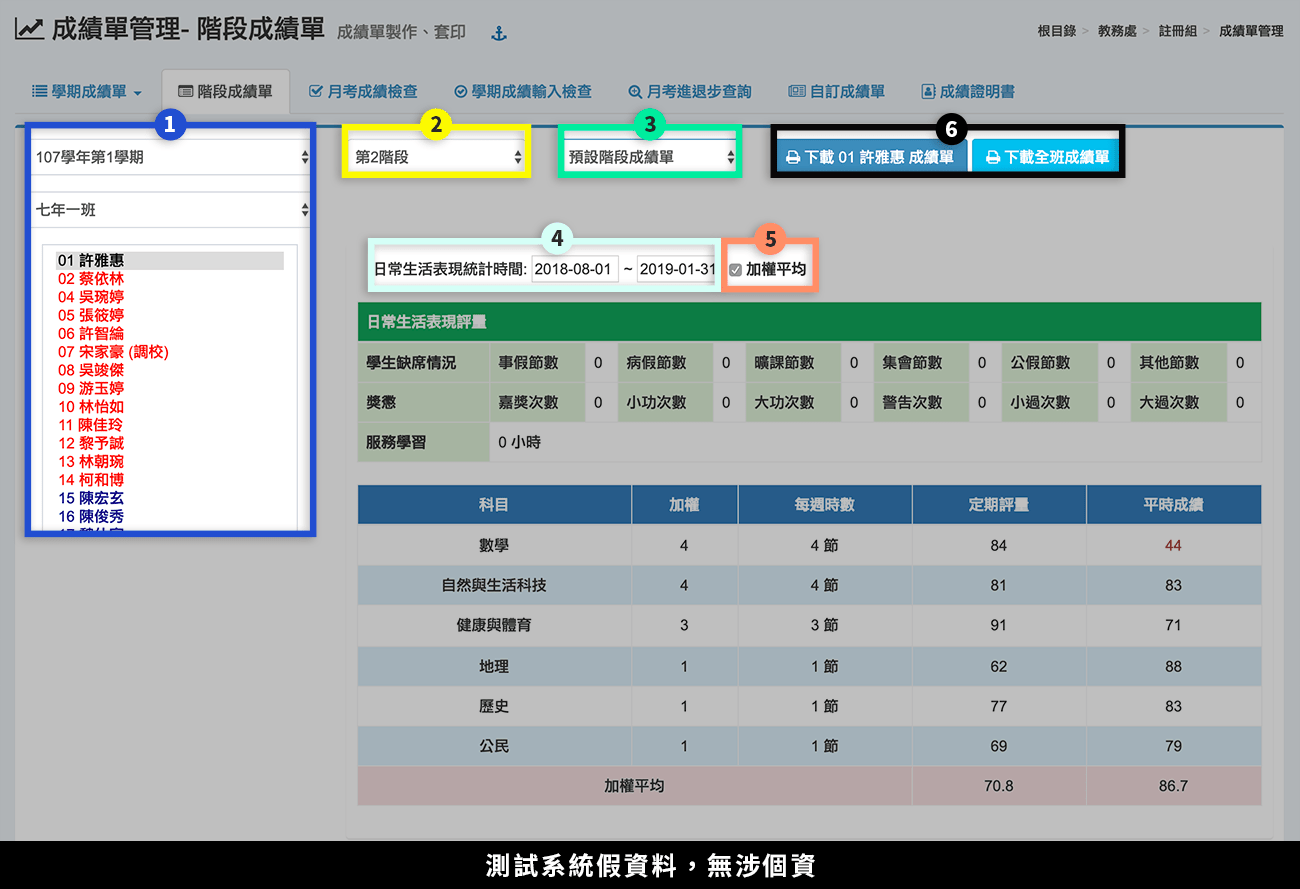 成績單管理- 階段成績單 成績單製作、套印
根目錄 > 教務處 > 註冊組 > 成績單管理
學期成績單 階段成績單 月考成績檢查 學期成績輸入檢查 月考進退步查詢 自訂成績單 成績證明書
1 2 3 6
107學年第1學期 第2階段 預設階段成績單 下載 01 許雅惠 成績單 下載全班成績單
七年一班
4 5
日常生活表現統計時間: 2018-08-01 ~ 2019-01-31 加權平均
01 許雅惠
02 蔡依林
04 吳琬婷
05 張筱婷
06 許智綸
07 宋家豪 (調校)
08 吳竣傑
09 游玉婷
10 林怡如
11 陳佳玲
12 黎予誠
13 林朝琬
14 柯和博
15 陳宏玄
16 陳俊秀
日常生活表現評量
學生缺席情況 事假節數 0 病假節數 0 曠課節數 0 集會節數 0 公假節數 0 其他節數 0
獎懲 嘉獎次數 0 小功次數 0 大功次數 0 警告次數 0 小過次數 0 大過次數 0
服務學習 0 小時
科目 加權 每週時數 定期評量 平時成績
數學 4 4 節 84 44
自然與生活科技 4 4 節 81 83
健康與體育 3 3 節 91 71
地理 1 1 節 62 88
歷史 1 1 節 77 83
公民 1 1 節 69 79
加權平均 70.8 86.7
測試系統假資料，無涉個資